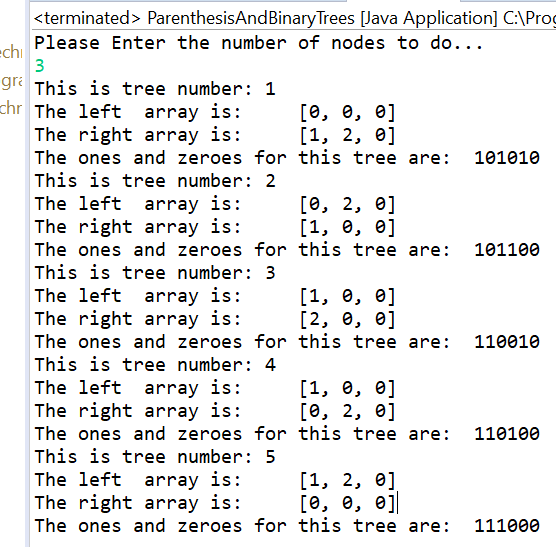 <terminated> ParenthesisAndBinaryTrees [Java Application] C:\Prog
Please Enter the number of nodes to do...
3
This is tree number: 1
The left  array is:     [0, 0, 0]
The right array is:     [1, 2, 0]
The ones and zeroes for this tree are:  101010
This is tree number: 2
The left  array is:     [0, 2, 0]
The right array is:     [1, 0, 0]
The ones and zeroes for this tree are:  101100
This is tree number: 3
The left  array is:     [1, 0, 0]
The right array is:     [2, 0, 0]
The ones and zeroes for this tree are:  110010
This is tree number: 4
The left  array is:     [1, 0, 0]
The right array is:     [0, 2, 0]
The ones and zeroes for this tree are:  110100
This is tree number: 5
The left  array is:     [1, 2, 0]
The right array is:     [0, 0, 0]
The ones and zeroes for this tree are:  111000